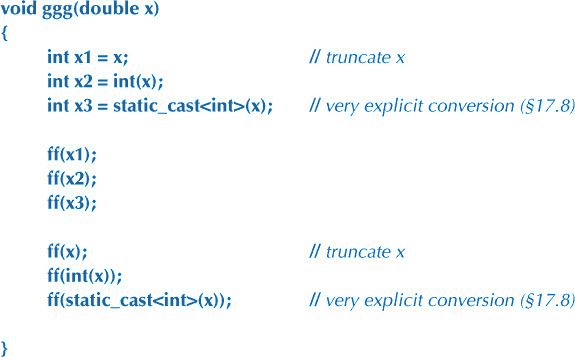 void ggg(double x)
{
int x1 = x; // truncate x
int x2 = int(x);
int x3 = static_cast<int>(x); // very explicit conversion (§17.8)
ff(x1);
ff(x2);
ff(x3);
ff(x); // truncate x
ff(int(x));
ff(static_cast<int>(x)); // very explicit conversion (§17.8)
}